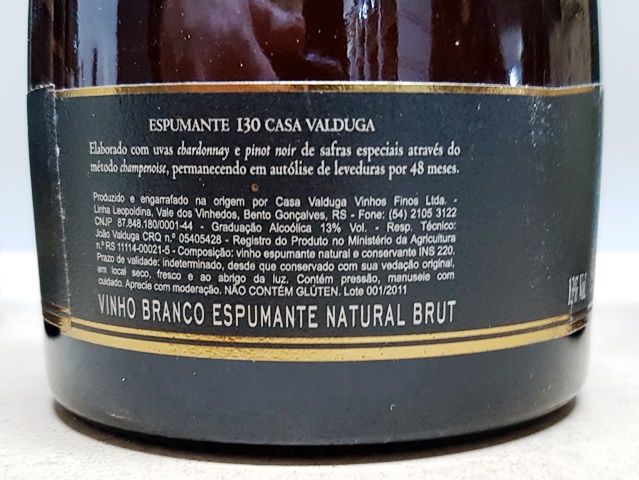 ESPUMANTE 130 CASA VALDUGA
Elaborado com uvas chardonnay e pinot noir de safras especiais através do
método champenoise, permanecendo em autólise de leveduras por 48 meses.
Produzido e engarrafado na origem por Casa Valduga Vinhos Finos Ltda. -
Linha Leopoldina, Vale dos Vinhedos, Bento Gonçalves, RS - Fone: (54) 2105 3122
CNJP 87.848.180/0001-44 - Graduação Alcoólica 13% Vol. - Resp. Técnico:
João Valduga CRQ n.º 05405428 - Registro do Produto no Ministério da Agricultura
n.º RS 11114-00021-5 - Composição: vinho espumante natural e conservante INS 220.
Prazo de validade: indeterminado, desde que conservado com sua vedação original,
em local seco, fresco e ao abrigo da luz. Contém pressão, manuseie com
cuidado. Aprecie com moderação. NÃO CONTÉM GLÚTEN. Lote 001/2011
VINHO BRANCO ESPUMANTE NATURAL BRUT
13% Vol.